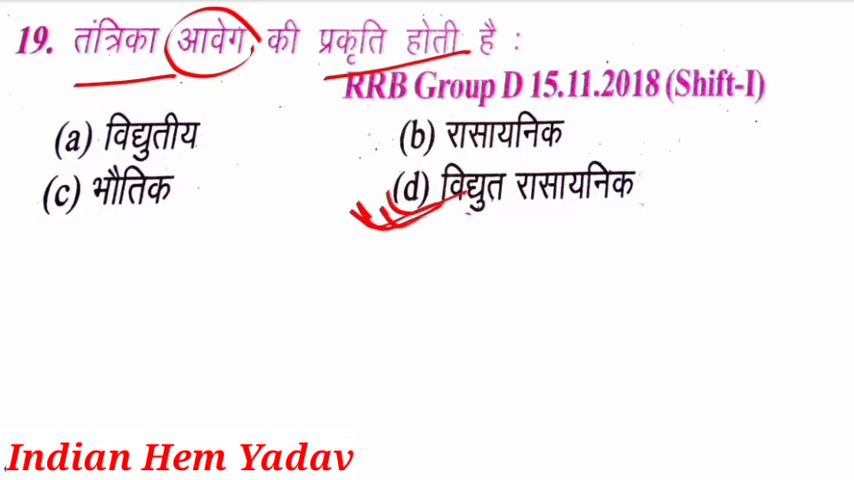 19. तंत्रिका आवेग की प्रकृति होती है :
RRB Group D 15.11.2018 (Shift-I)
(a) विद्युतीय (b) रासायनिक
(c) भौतिक (d) विद्युत रासायनिक
Indian Hem Yadav